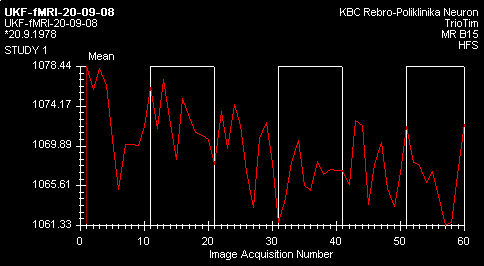 UKF-fMRI-20-09-08
UKF-fMRI-20-09-08
*20.9.1978
STUDY 1
KBC Rebro-Poliklinika Neuron
TrioTim
MR B15
HFS
Mean
1078.44
1074.17
1069.89
1065.61
1061.33
0 10 20 30 40 50 60
Image Acquisition Number